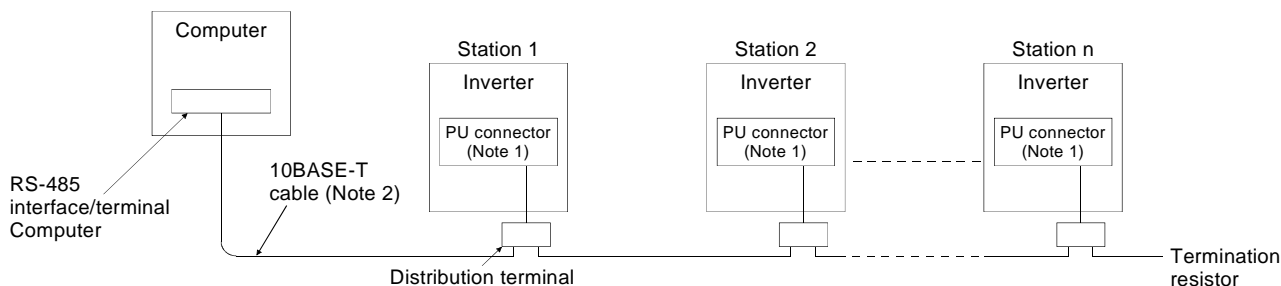 Computer
RS-485
interface/terminal
Computer
10BASE-T
cable (Note 2)
Station 1
Inverter
PU connector
(Note 1)
Distribution terminal
Station 2
Inverter
PU connector
(Note 1)
Station n
Inverter
PU connector
(Note 1)
Termination
resistor